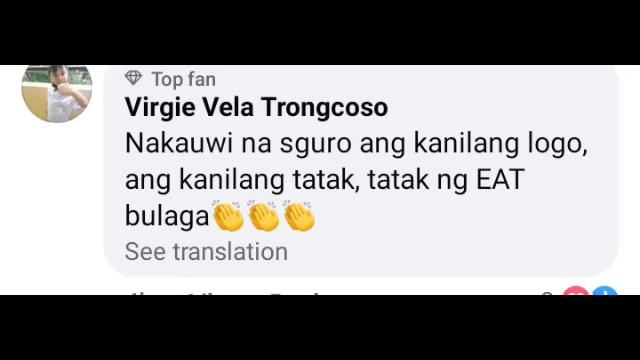 Top fan
Virgie Vela Trongcoso
Nakauwi na sguro ang kanilang logo,
ang kanilang tatak, tatak ng EAT
bulaga👏👏👏
See translation